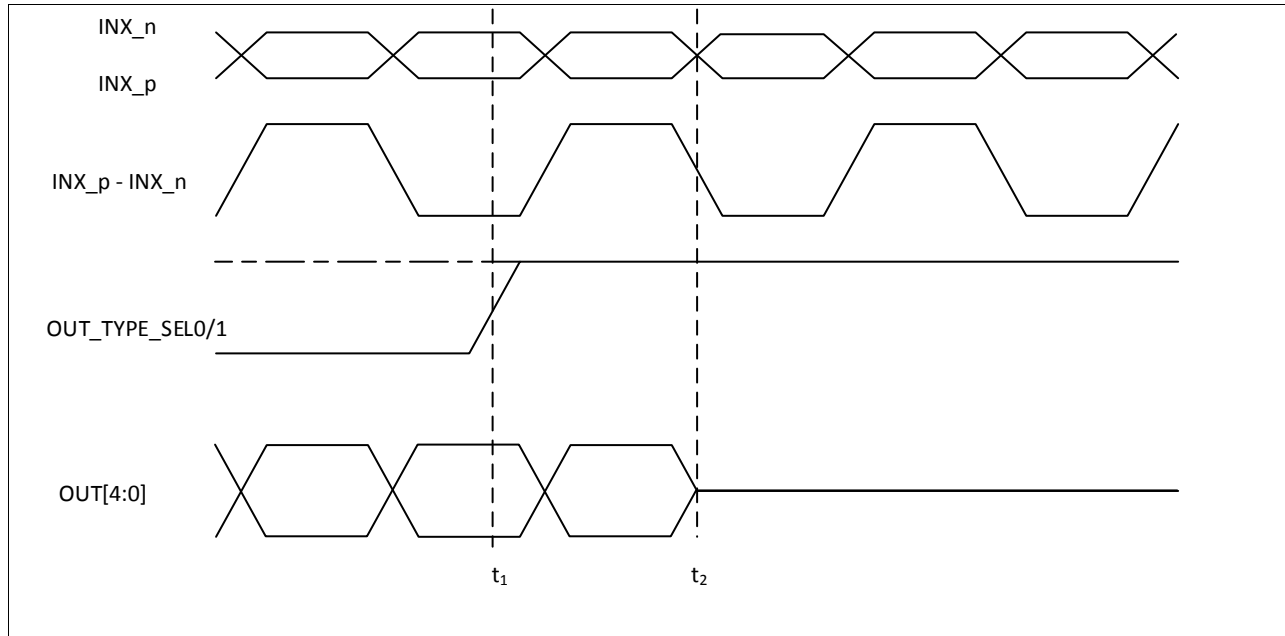 INX_n
INX_p
INX_p - INX_n
OUT_TYPE_SEL0/1
OUT[4:0]
t₁ t₂